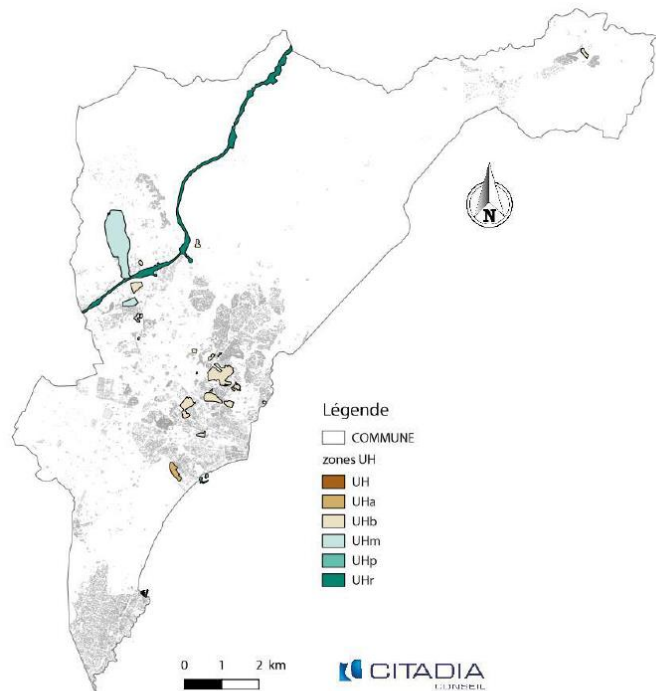 N
Légende
COMMUNE
zones UH
UH
UHa
UHb
UHm
UHp
UHr
0 1 2 km
CITADIA
CONSEIL